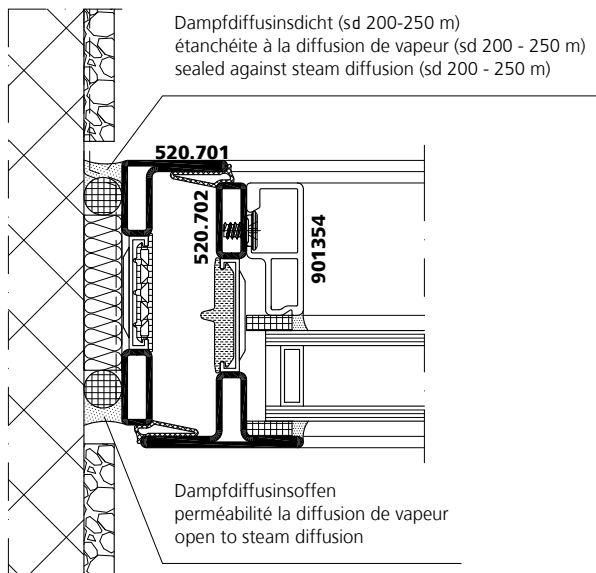 Dampfdiffusinsdicht (sd 200-250 m)
étanchéite à la diffusion de vapeur (sd 200 - 250 m)
sealed against steam diffusion (sd 200 - 250 m)
520.701
520.702
901354
Dampfdiffusinsoffen
perméabilité la diffusion de vapeur
open to steam diffusion